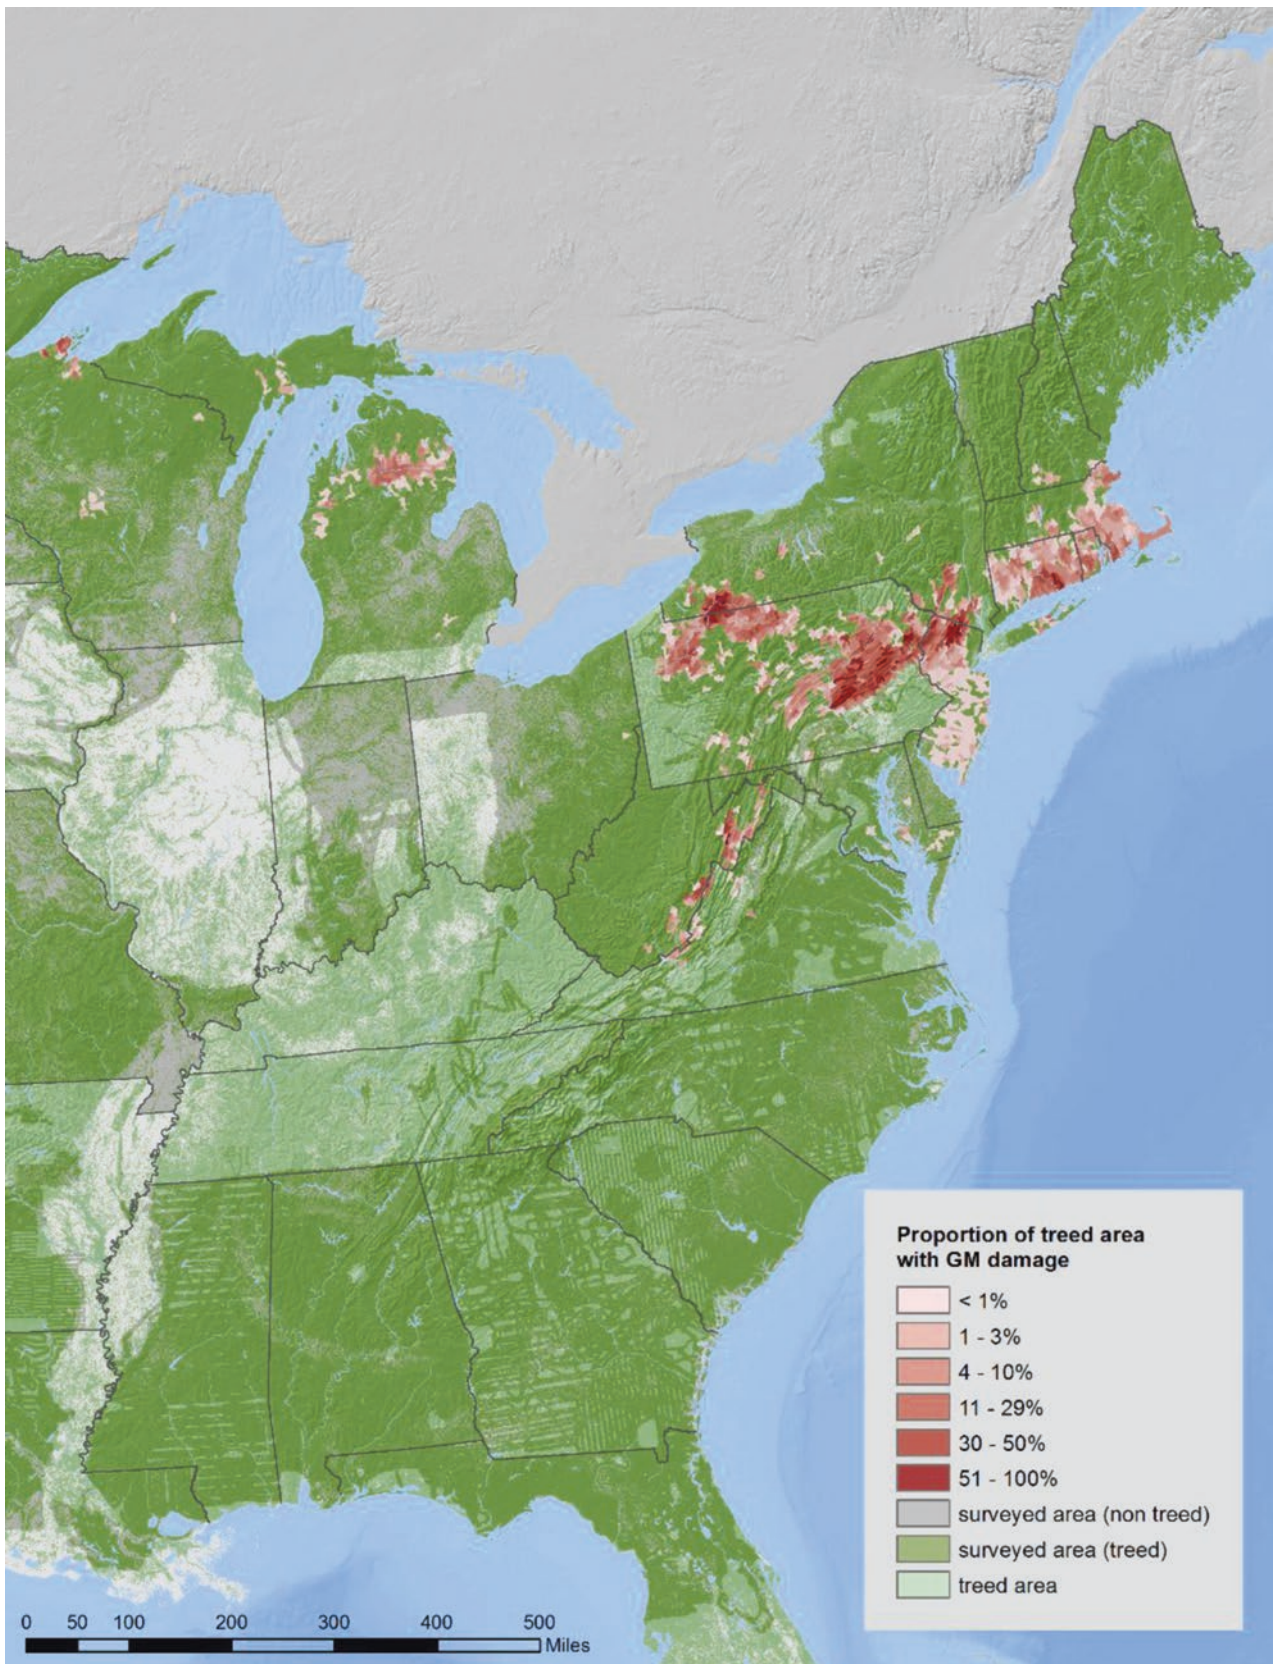 Proportion of treed area
with GM damage
< 1%
1 - 3%
4 - 10%
11 - 29%
30 - 50%
51 - 100%
surveyed area (non treed)
surveyed area (treed)
treed area
0 50 100 200 300 400 500
Miles